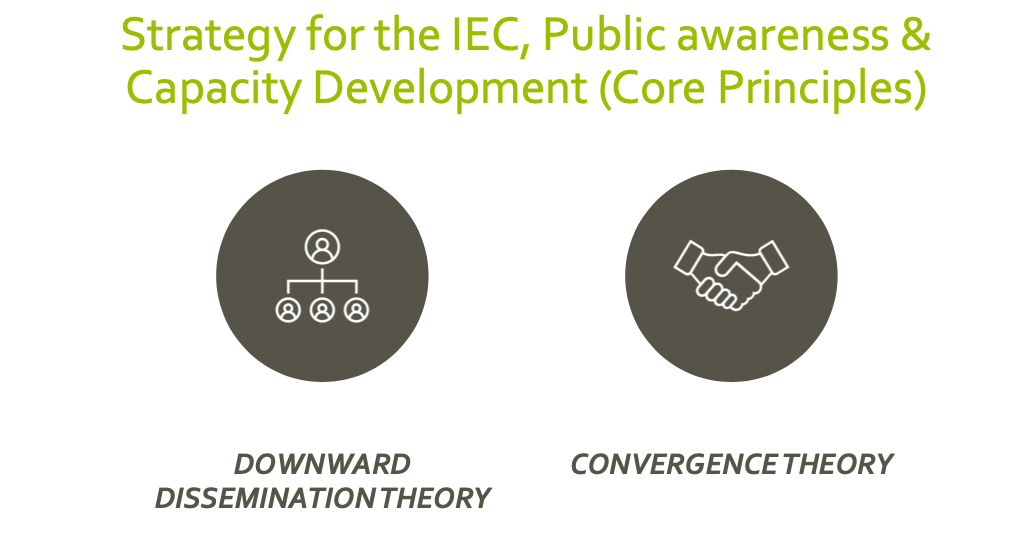 Strategy for the IEC, Public awareness &
Capacity Development (Core Principles)
DOWNWARD
DISSEMINATION THEORY
CONVERGENCE THEORY